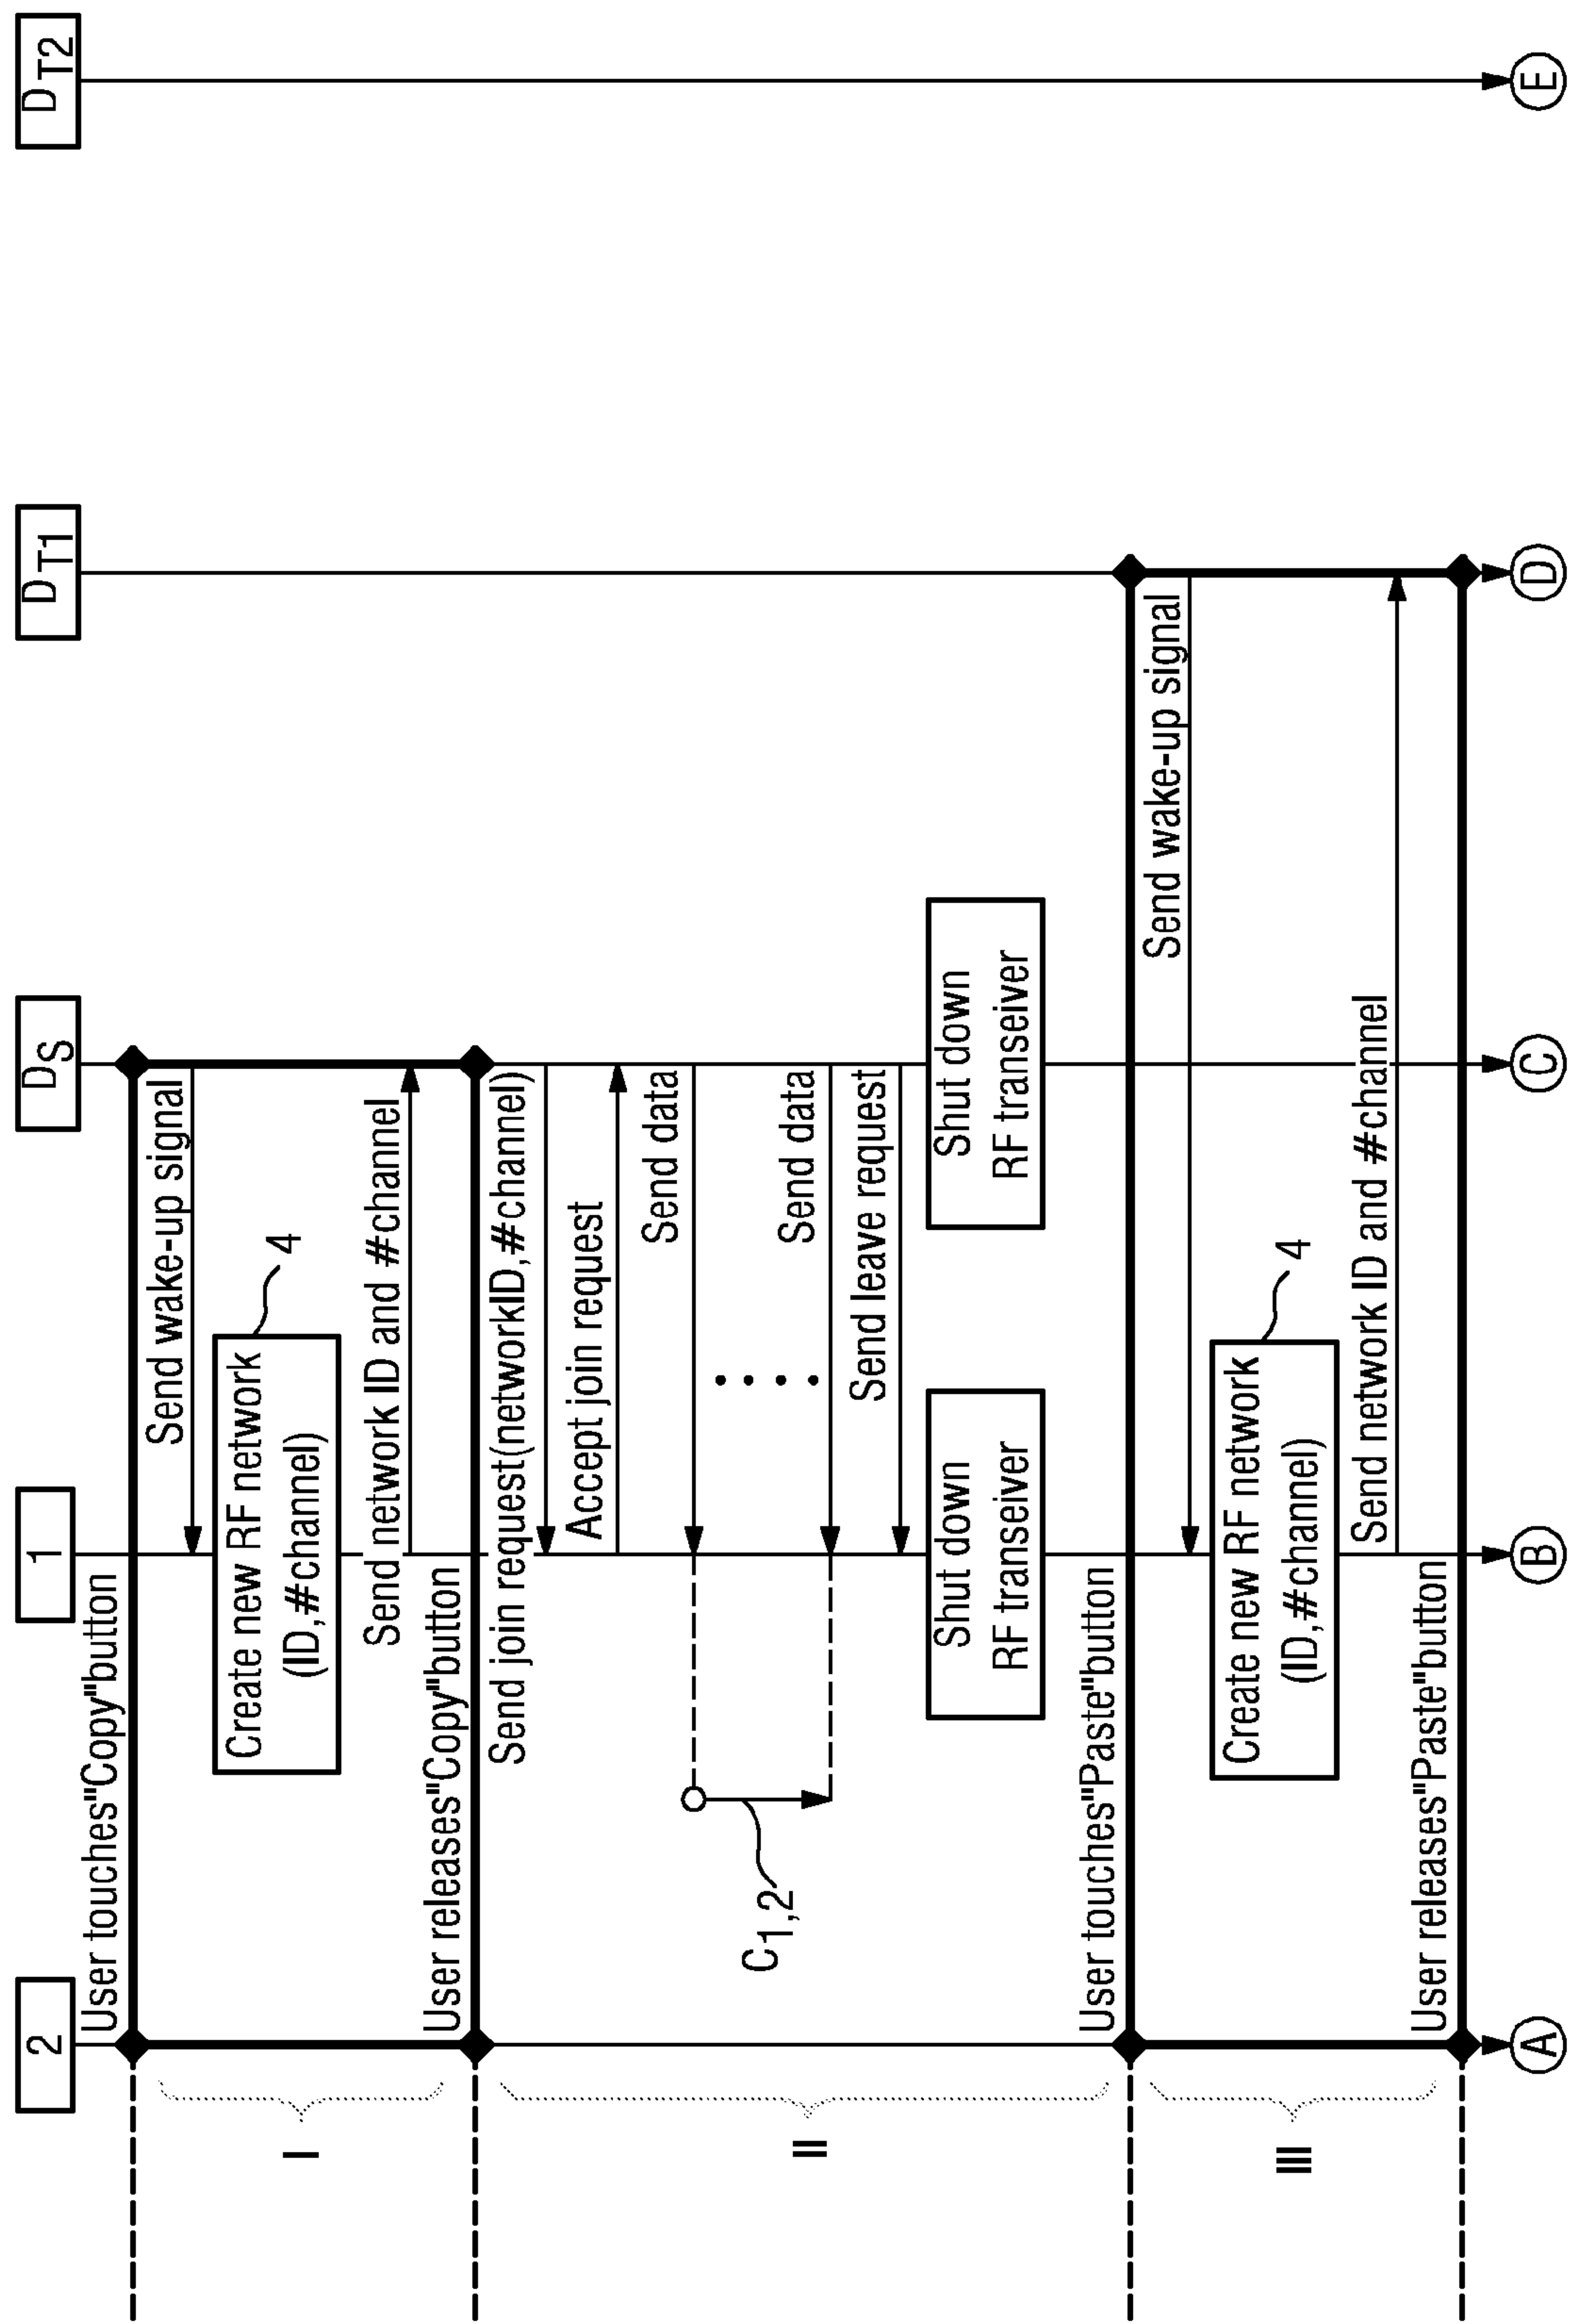 2
1
DS
DT1
DT2
User touches"Copy"button
Send wake-up signal
4
Create new RF network
(ID,#channel)
Send network ID and #channel
User releases"Copy"button
I
Send join request(networkID,#channel)
Accept join request
Send data
C1,2
Send data
Send leave request
Shut down
RF transeiver
Shut down
RF transeiver
II
User touches"Paste"button
Send wake-up signal
4
Create new RF network
(ID,#channel)
Send network ID and #channel
User releases"Paste"button
III
A
B
C
D
E